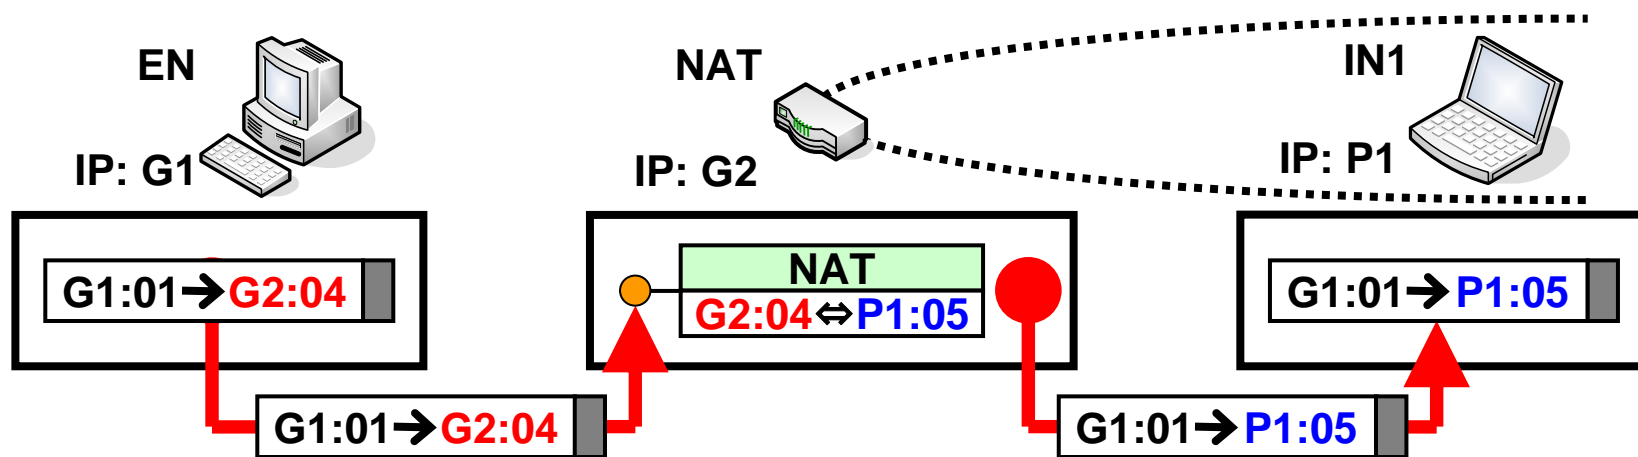 EN
NAT
IN1
IP: G1
IP: G2
IP: P1
G1:01➔G2:04
NAT
G2:04⇔P1:05
G1:01➔P1:05
G1:01➔G2:04
G1:01➔P1:05